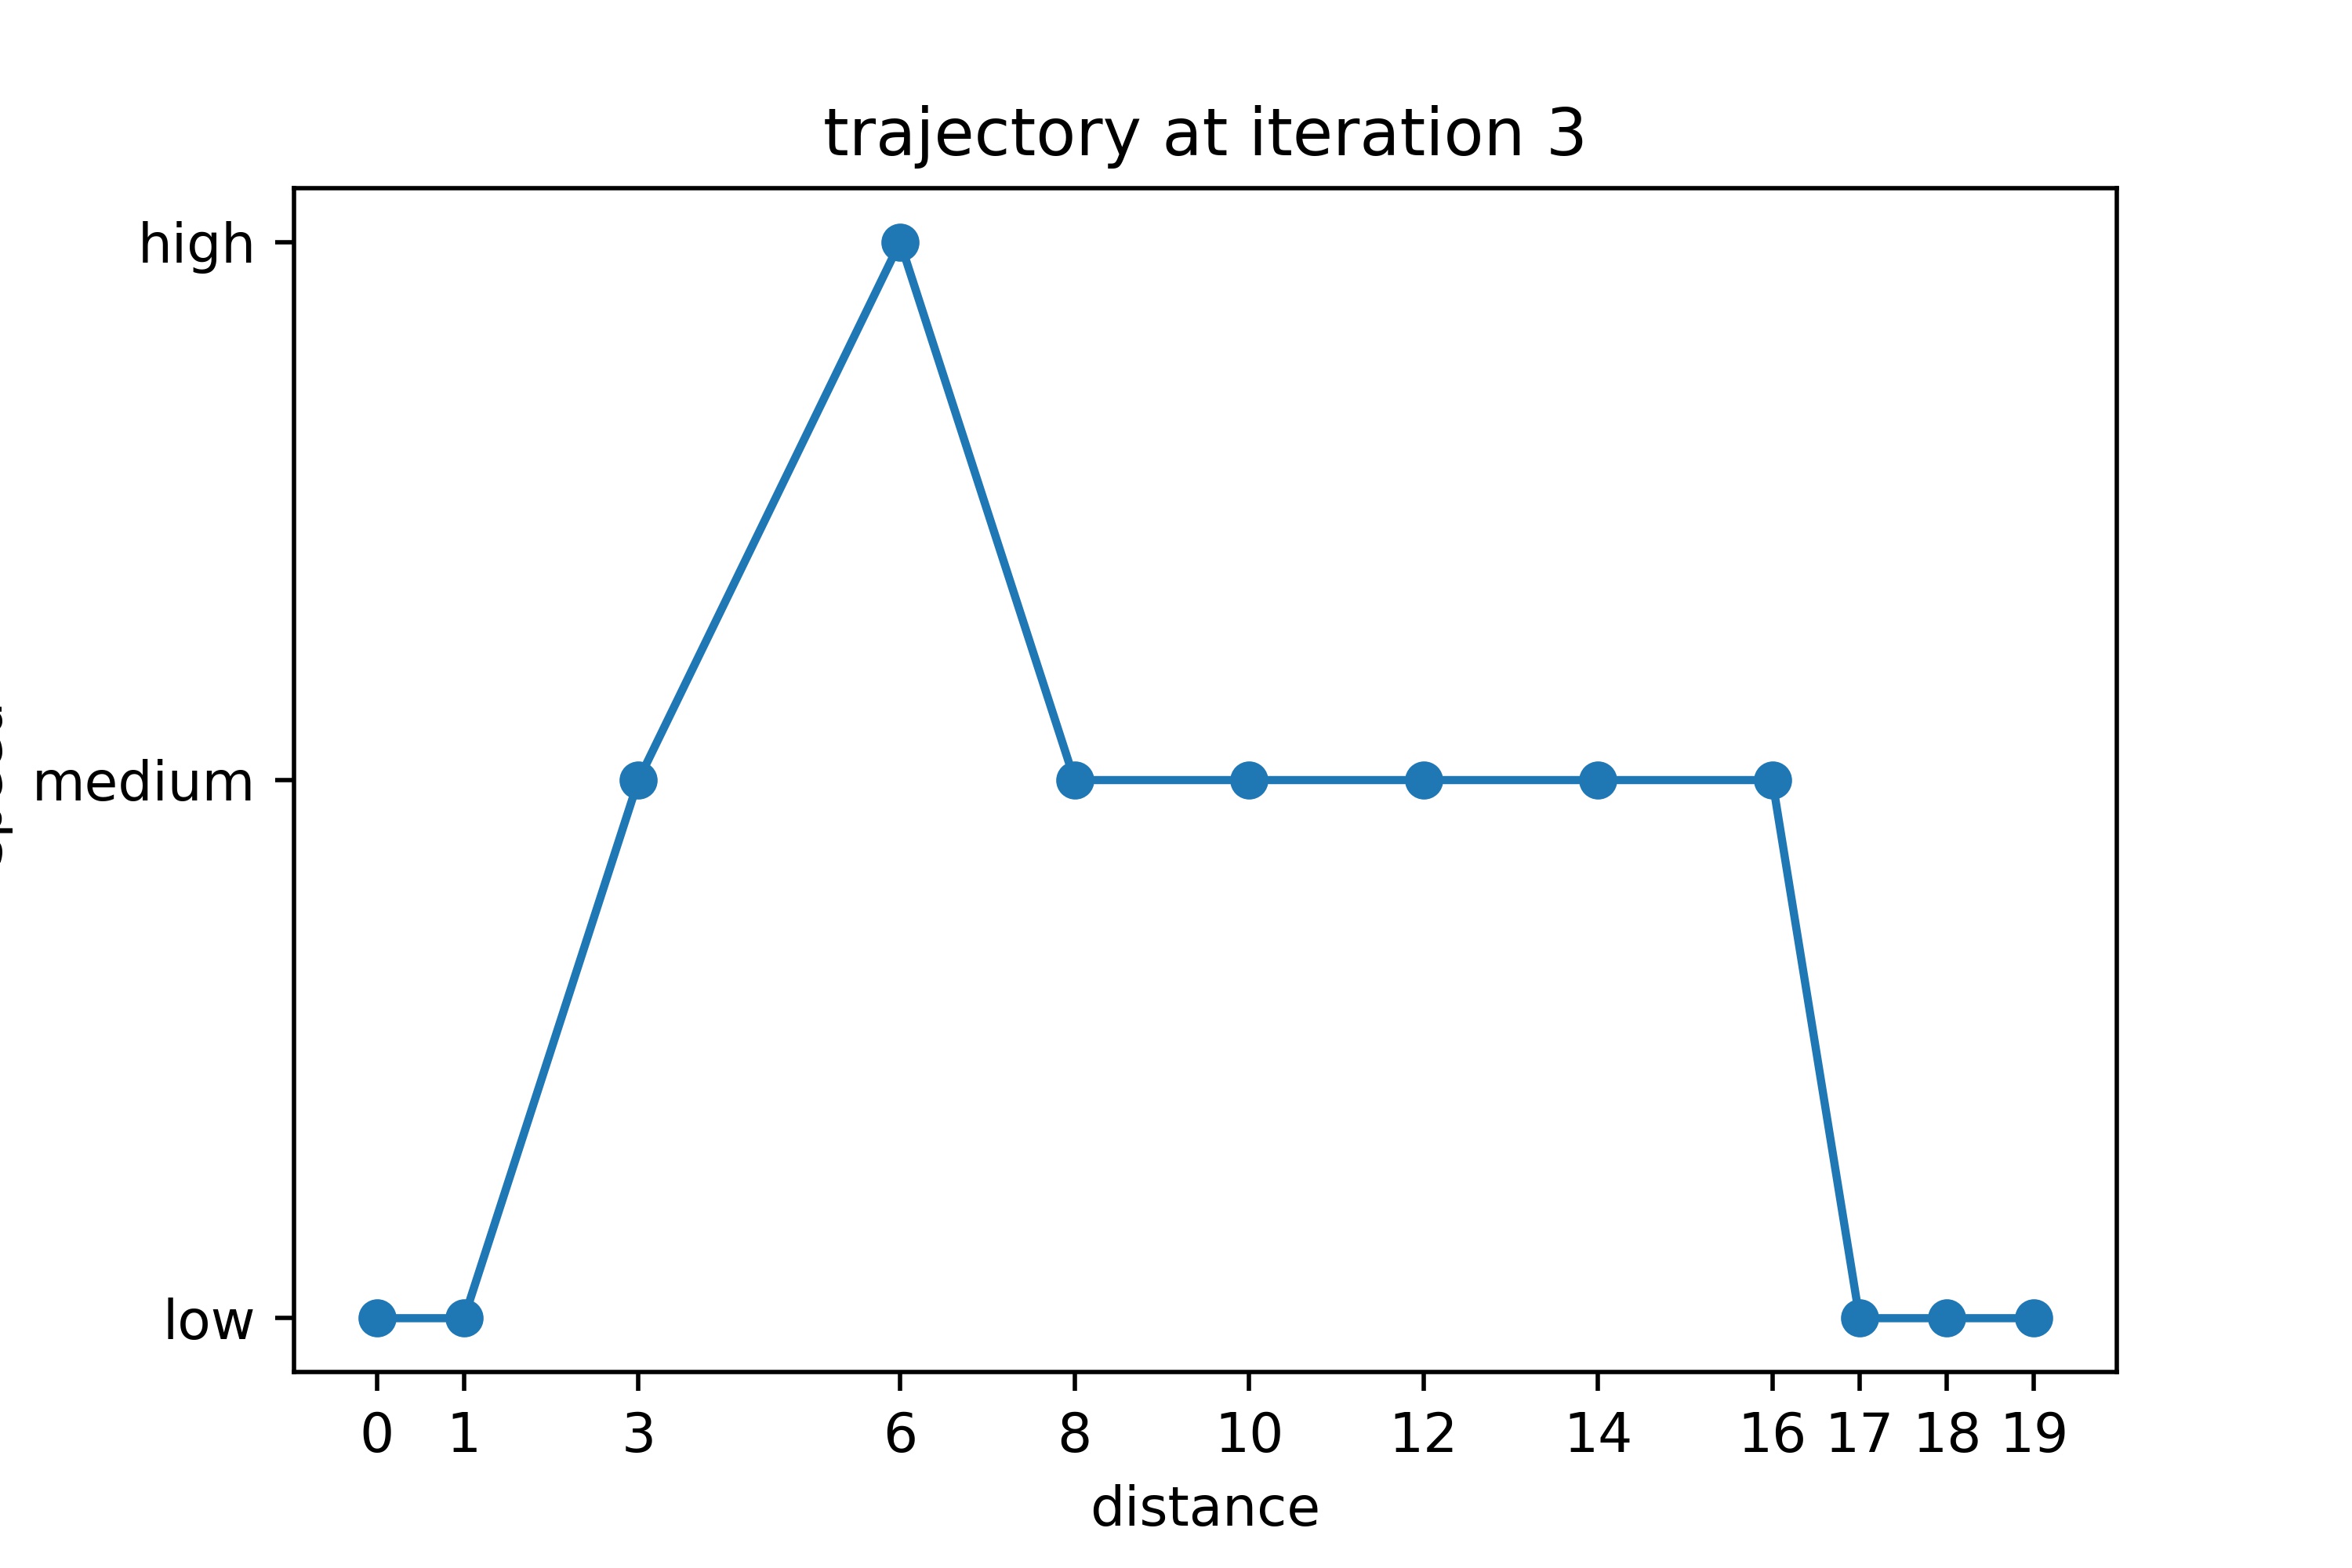 trajectory at iteration 3
high
medium
low
0 1 3 6 8 10 12 14 16 17 18 19
distance